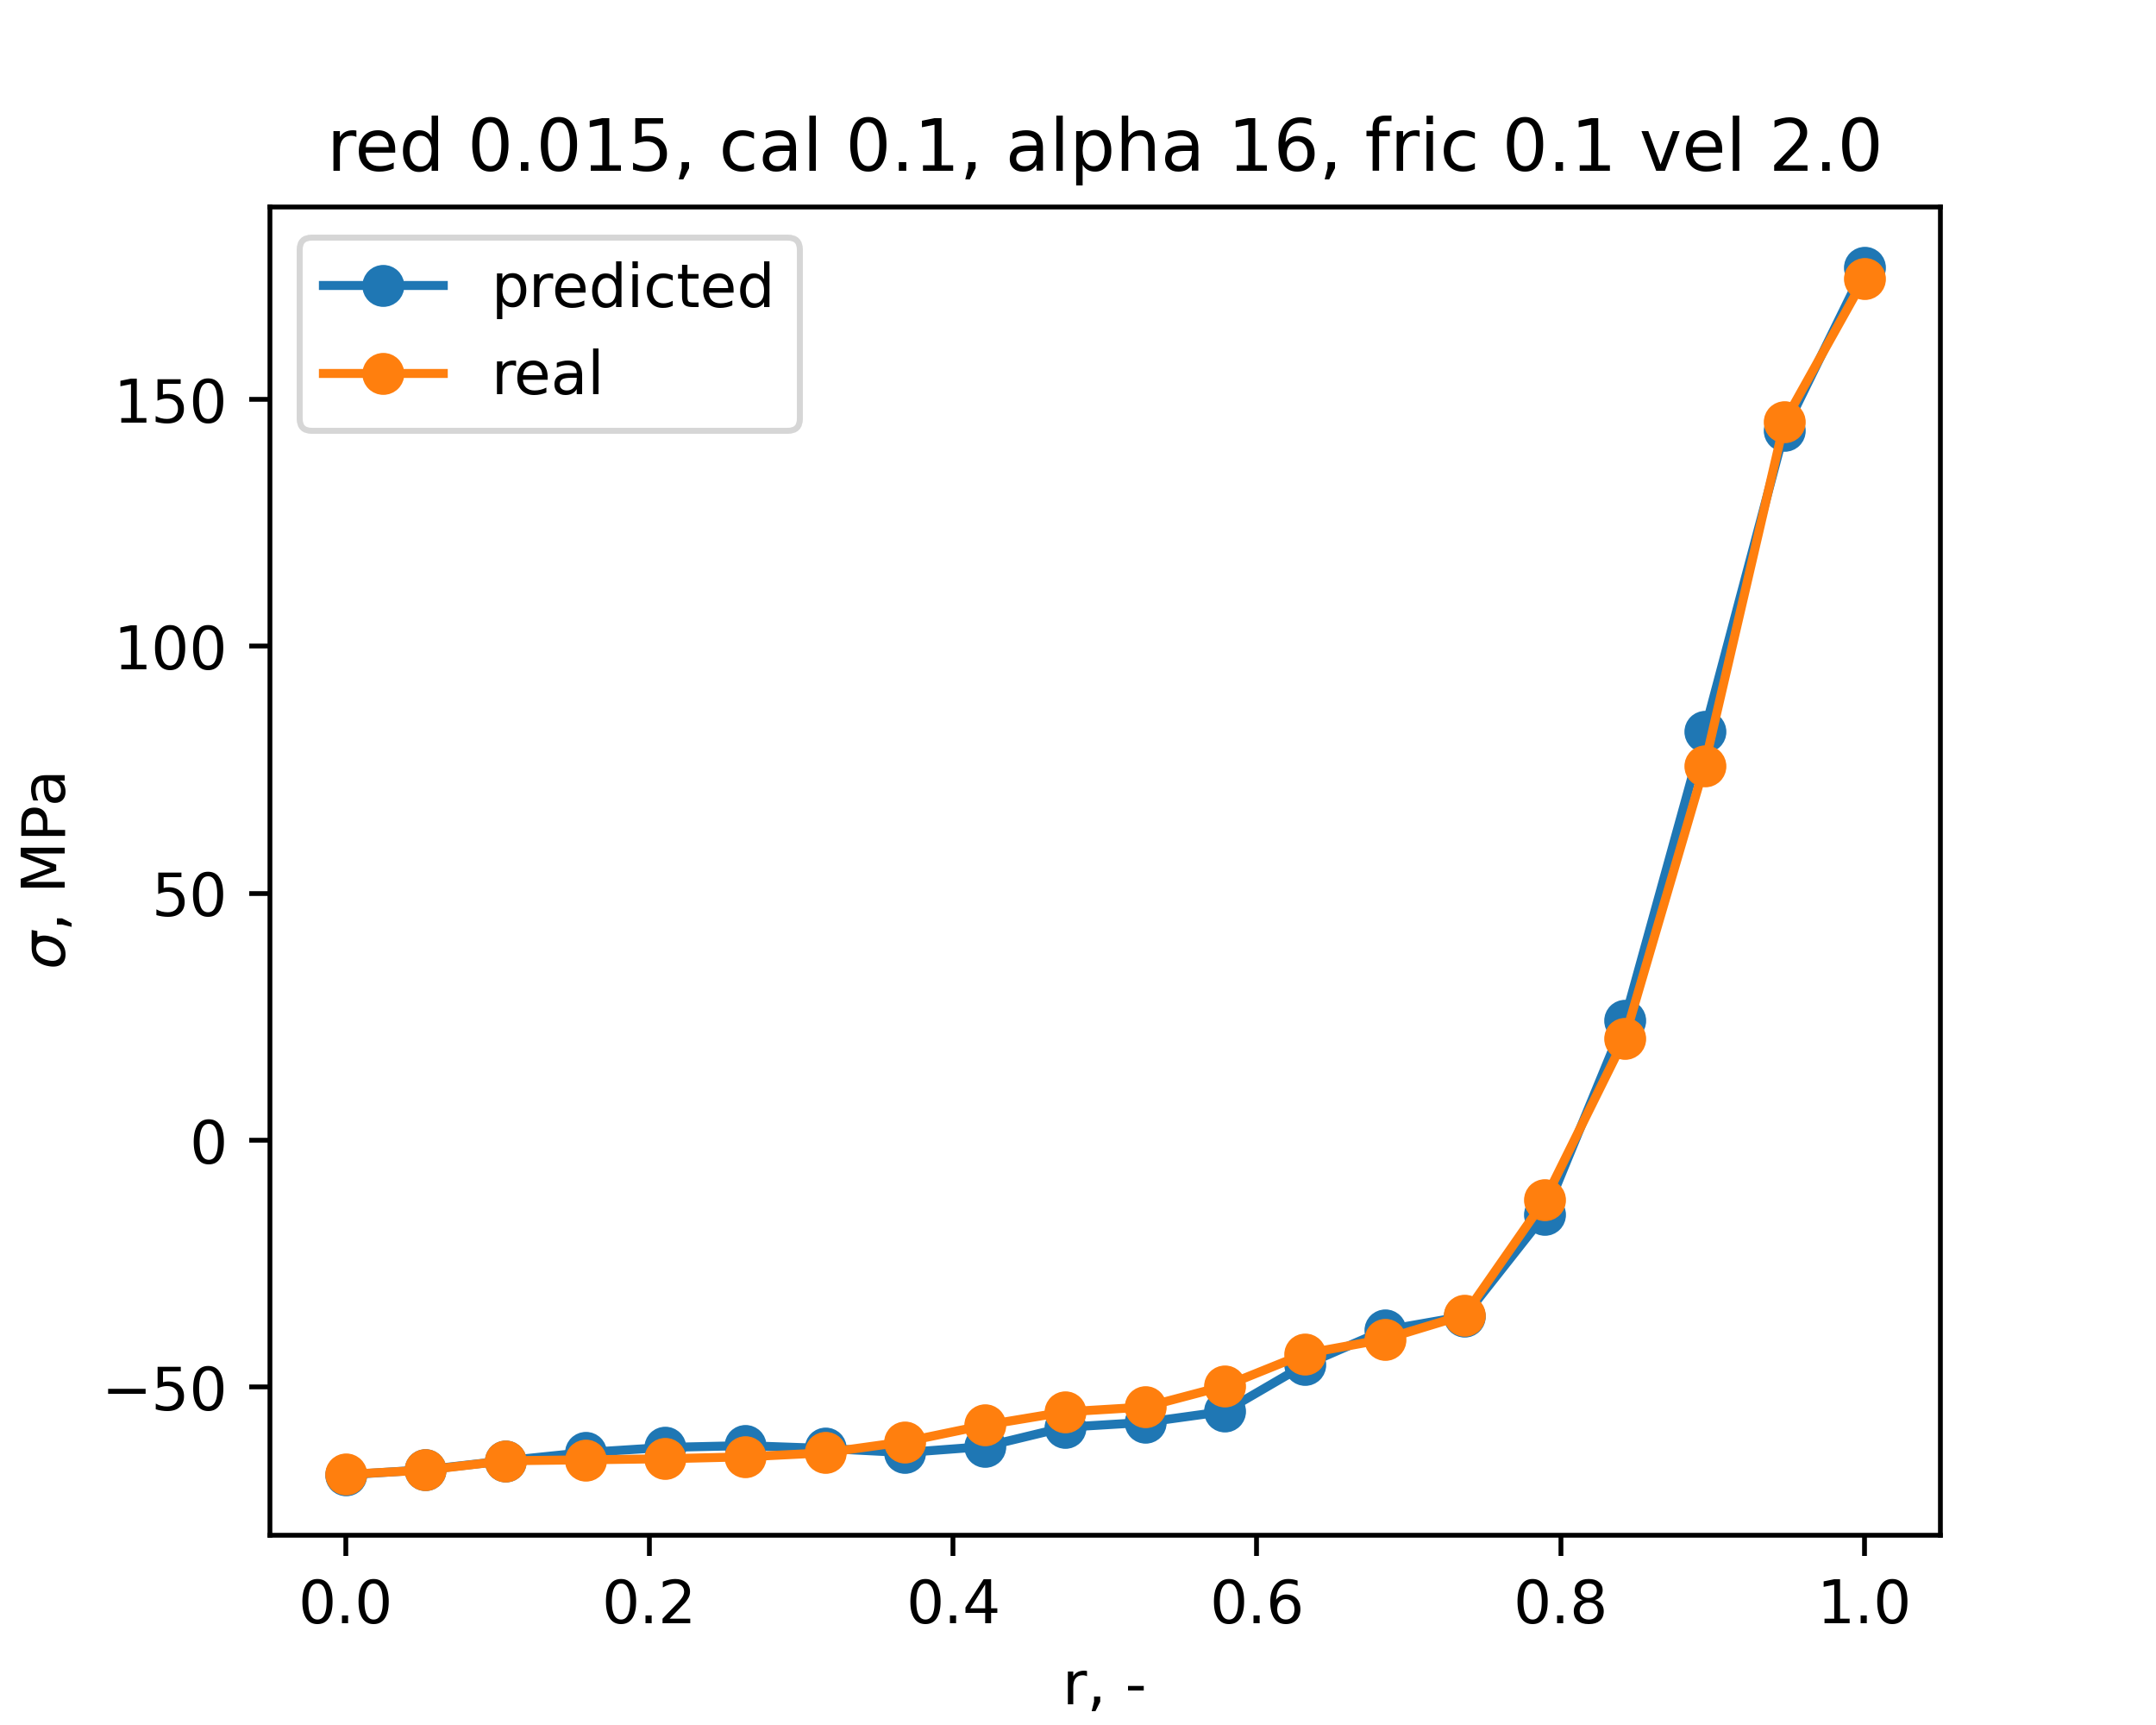 red 0.015, cal 0.1, alpha 16, fric 0.1 vel 2.0
predicted
real
150
100
50
0
−50
σ, MPa
0.0 0.2 0.4 0.6 0.8 1.0
r, -